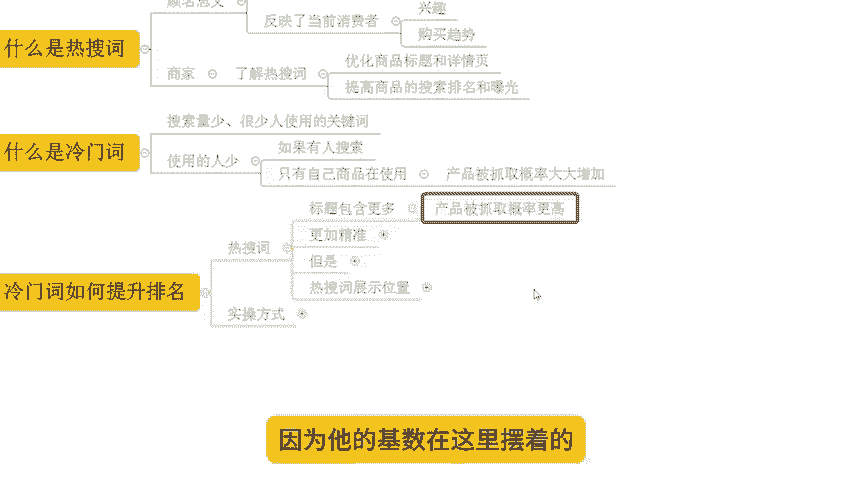 顾名思义
兴趣
反映了当前消费者
购买趋势
什么是热搜词
优化商品标题和详情页
商家
了解热搜词
提高商品的搜索排名和曝光
搜索量少、很少人使用的关键词
如果有人搜索
什么是冷门词
使用的人少
只有自己商品在使用
产品被抓取概率大大增加
标题包含更多
产品被抓取概率更高
更加精准
热搜词
但是
热搜词展示位置
冷门词如何提升排名
实操方式
因为他的基数在这里摆着的